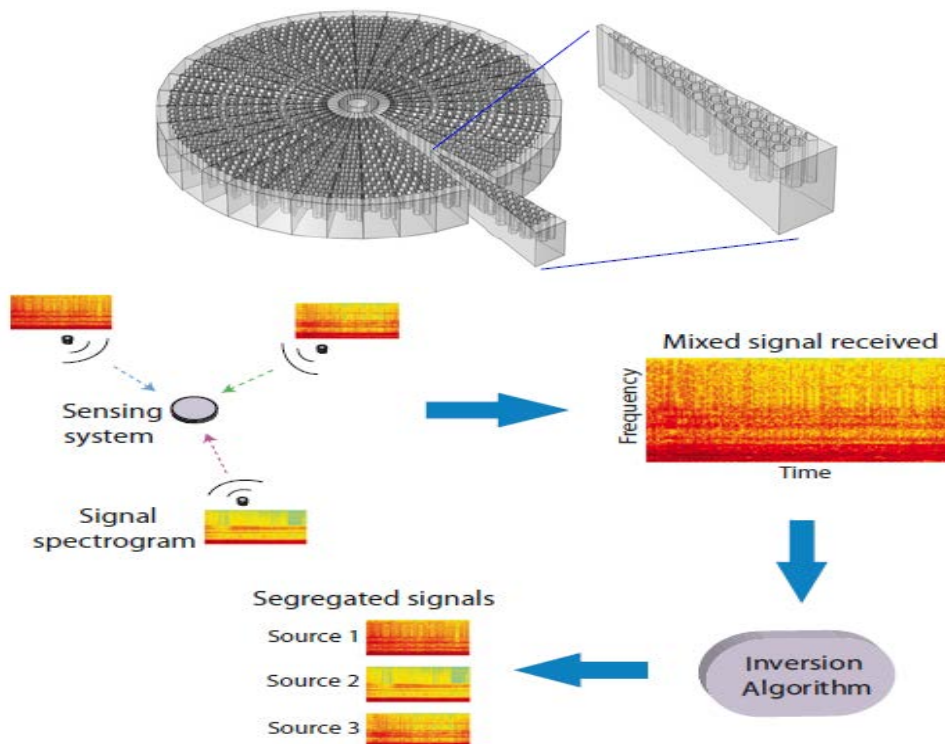 Sensing
system
Signal
spectrogram
Mixed signal received
Frequency
Time
Inversion
Algorithm
Segregated signals
Source 1
Source 2
Source 3